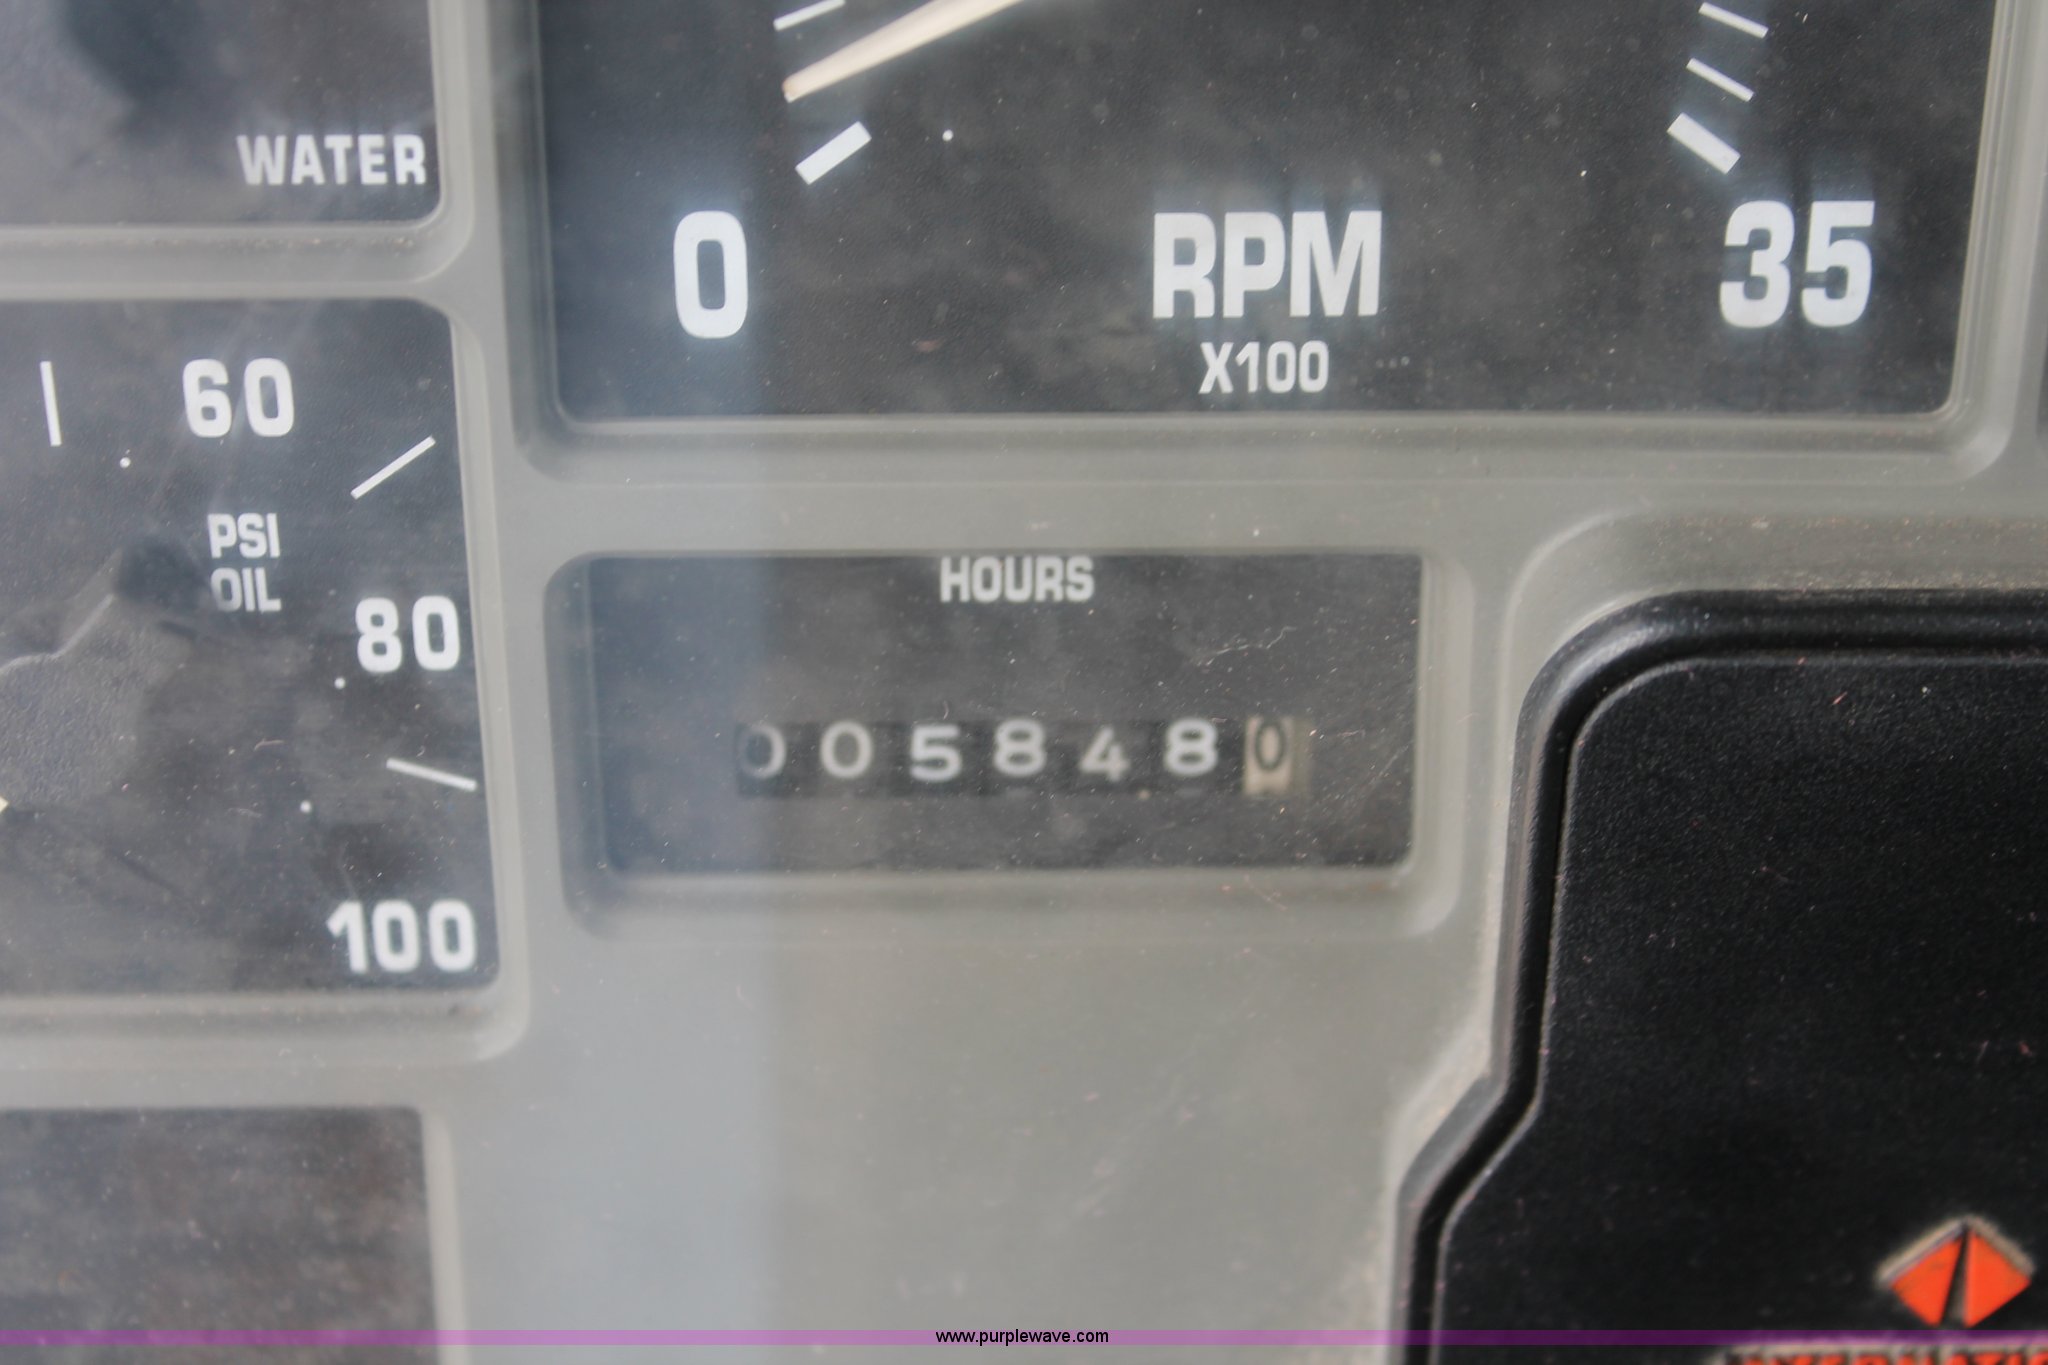 WATER
0
RPM
X100
35
60
PSI
OIL
80
100
HOURS
0058480
www.purplewave.com